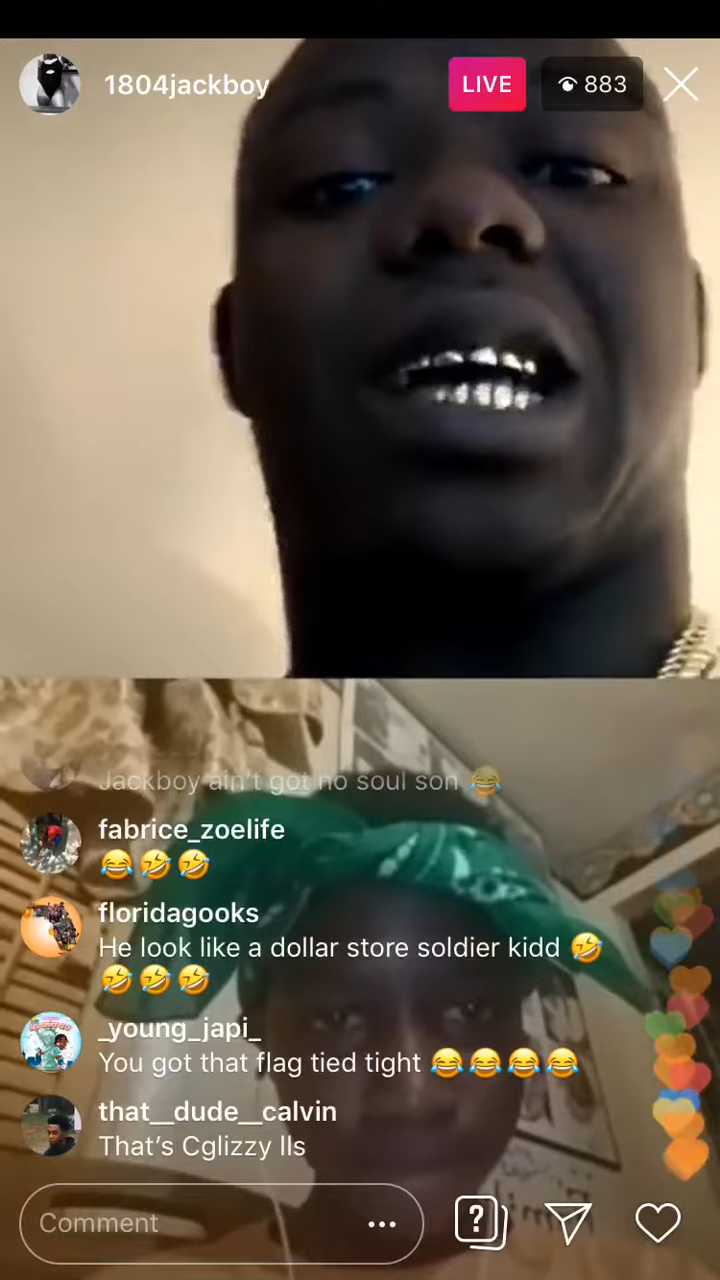 1804jackboy LIVE 883
Jackboy ain't got no soul son 😂
fabrice_zoelife
😂🤣🤣
floridagooks
He look like a dollar store soldier kidd 🤣
🤣🤣🤣
_young_japi_
You got that flag tied tight 😂😂😂😂
that__dude__calvin
That's Cglizzy lls
Comment